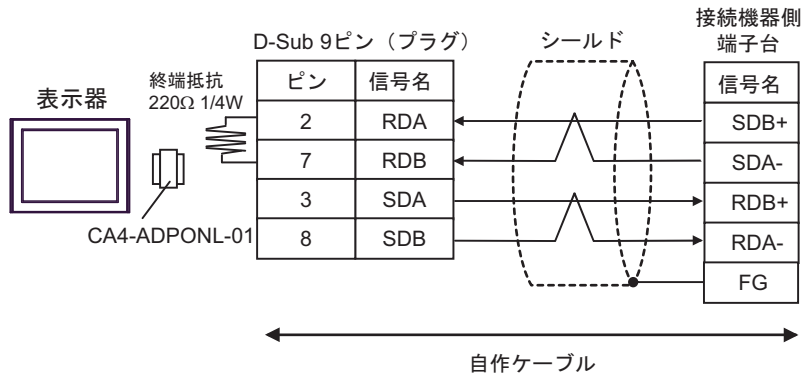 接続機器側
端子台
D-Sub 9ピン（プラグ）
シールド
終端抵抗
220Ω 1/4W
表示器
CA4-ADPONL-01
ピン 信号名
2 RDA
7 RDB
3 SDA
8 SDB
信号名
SDB+
SDA-
RDB+
RDA-
FG
自作ケーブル